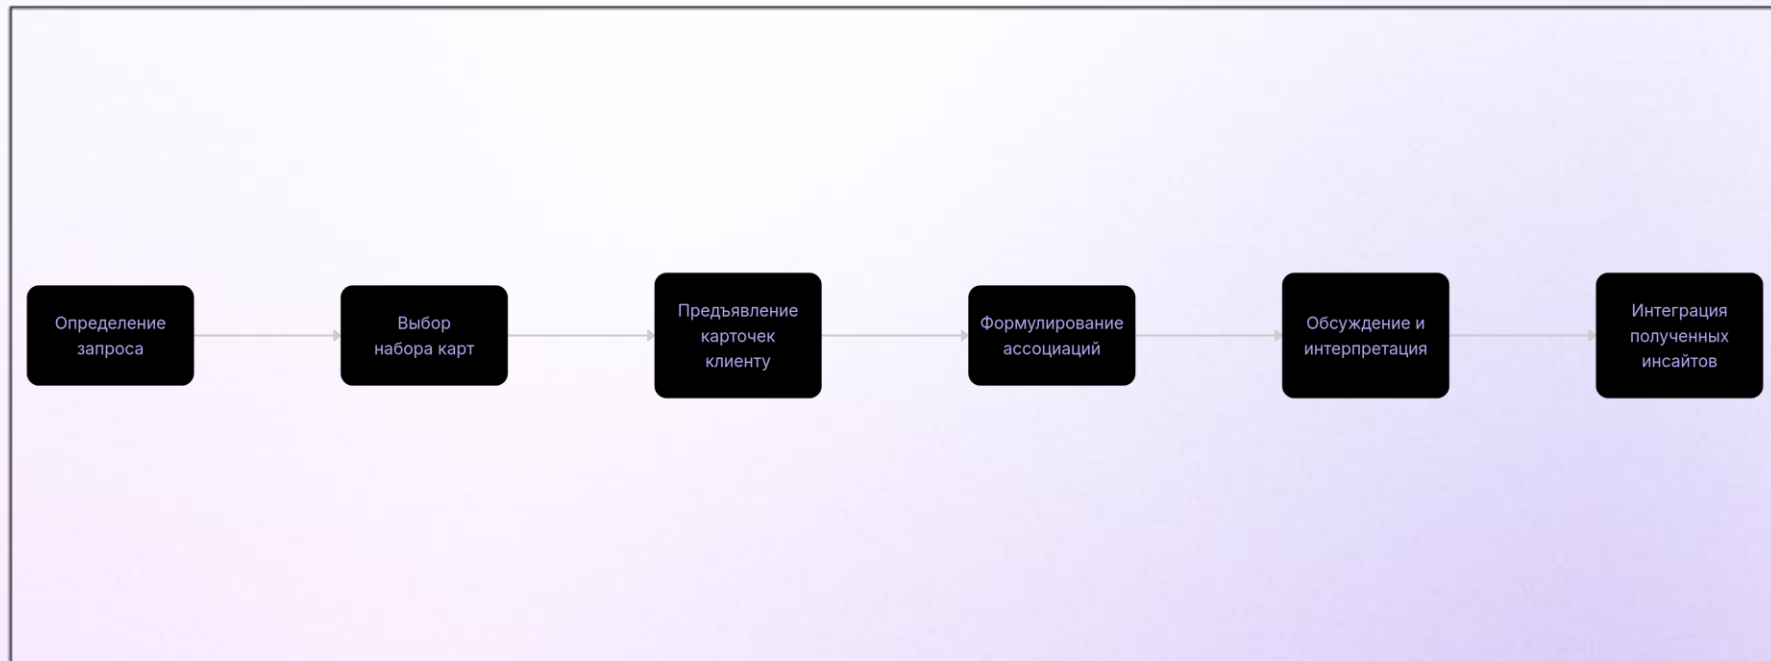 Определение
запроса
Выбор
набора карт
Предъявление
карточек
клиенту
Формулирование
ассоциаций
Обсуждение и
интерпретация
Интеграция
полученных
инсайтов